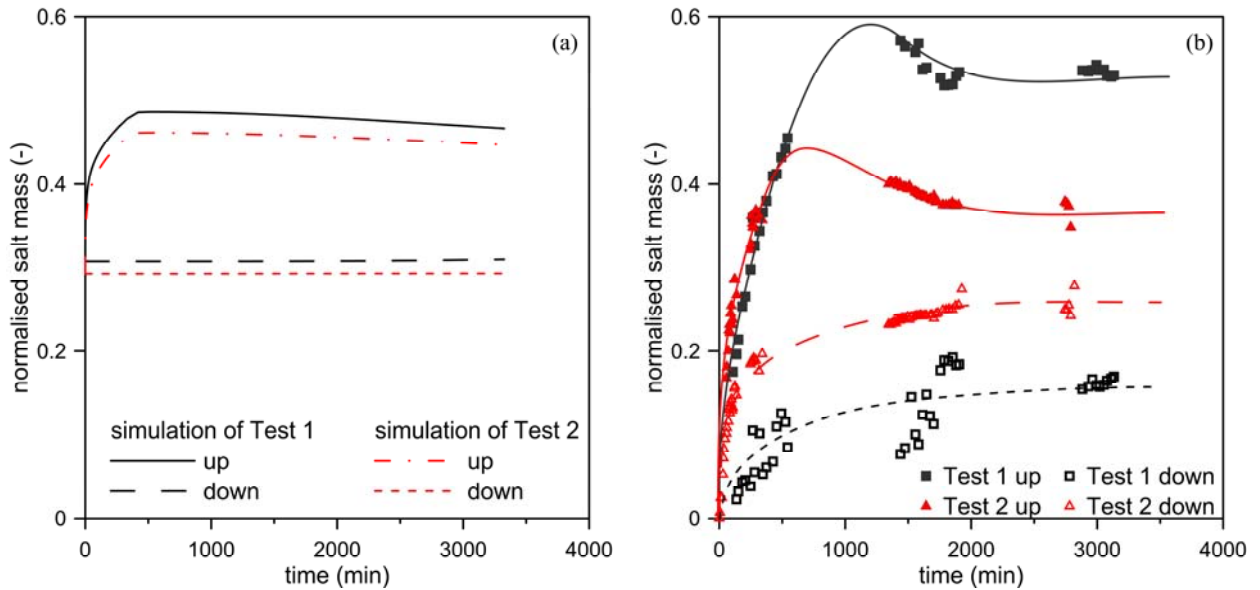 (a)
0.6
0.4
0.2
0
normalised salt mass (-)
simulation of Test 1
up
down
simulation of Test 2
up
down
0 1000 2000 3000 4000
time (min)
(b)
0.6
0.4
0.2
0
normalised salt mass (-)
Test 1 up Test 1 down
Test 2 up Test 2 down
0 1000 2000 3000 4000
time (min)